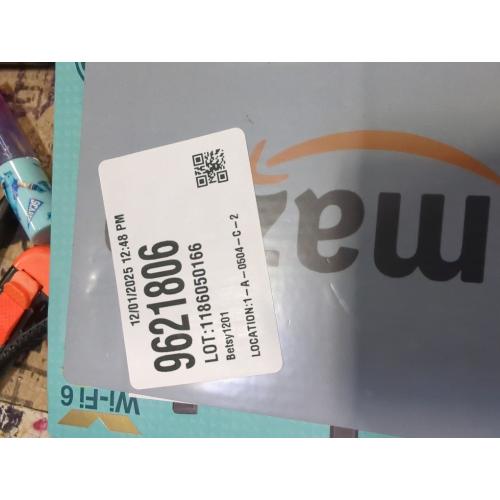 12/01/2025 12:48 PM
9621806
LOT:1186050166
Betsy1201
LOCATION:1-A-0504-C-2
maz
Wi-Fi 6